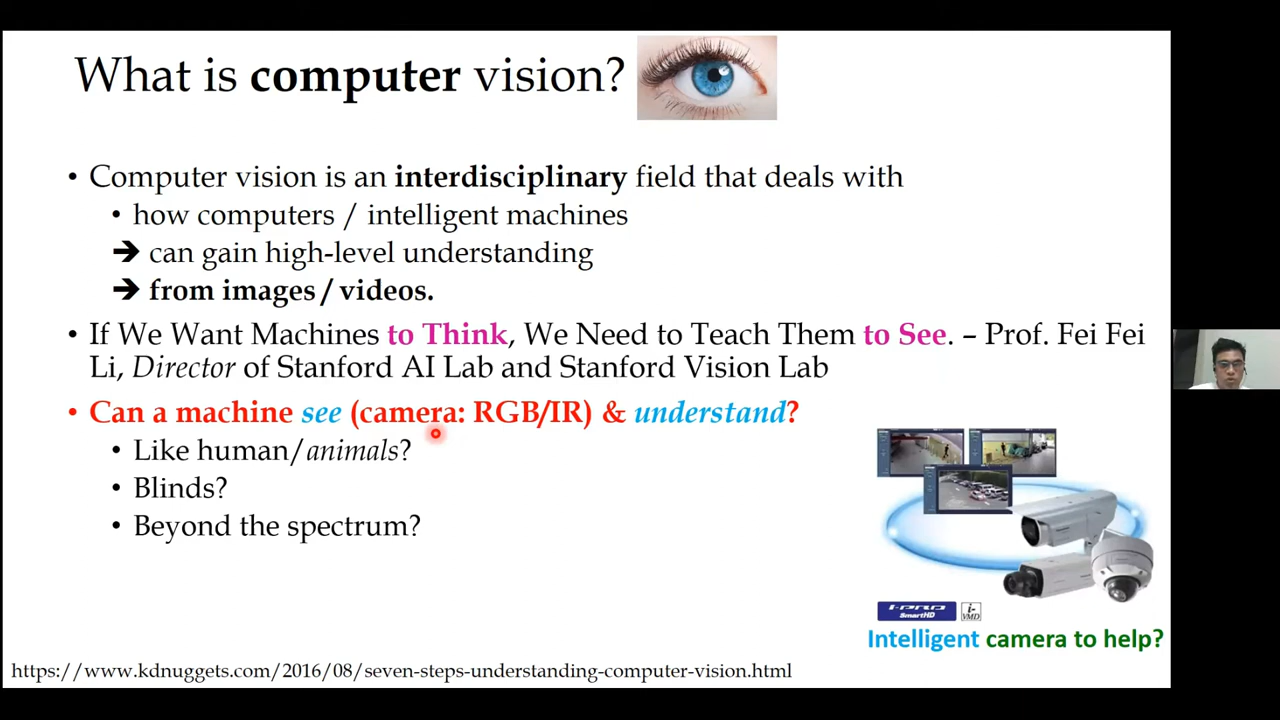 What is computer vision?
• Computer vision is an interdisciplinary field that deals with
• how computers / intelligent machines
➔ can gain high-level understanding
➔ from images / videos.
• If We Want Machines to Think, We Need to Teach Them to See. – Prof. Fei Fei
Li, Director of Stanford AI Lab and Stanford Vision Lab
• Can a machine see (camera: RGB/IR) & understand?
• Like human/animals?
• Blinds?
• Beyond the spectrum?
i-PRO
SmartHD
i-
VMD
Intelligent camera to help?
https://www.kdnuggets.com/2016/08/seven-steps-understanding-computer-vision.html